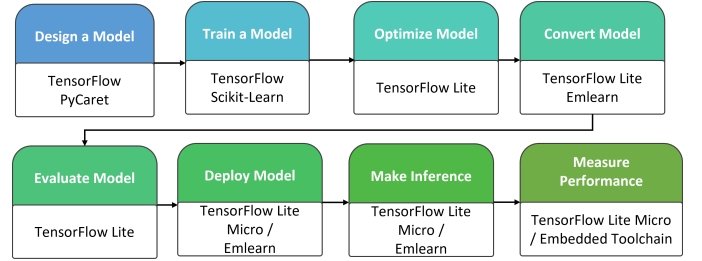 Design a Model
TensorFlow
PyCaret
Train a Model
TensorFlow
Scikit-Learn
Optimize Model
TensorFlow Lite
Convert Model
TensorFlow Lite
Emlearn
Evaluate Model
TensorFlow Lite
Deploy Model
TensorFlow Lite
Micro /
Emlearn
Make Inference
TensorFlow Lite
Micro /
Emlearn
Measure
Performance
TensorFlow Lite Micro
/ Embedded Toolchain